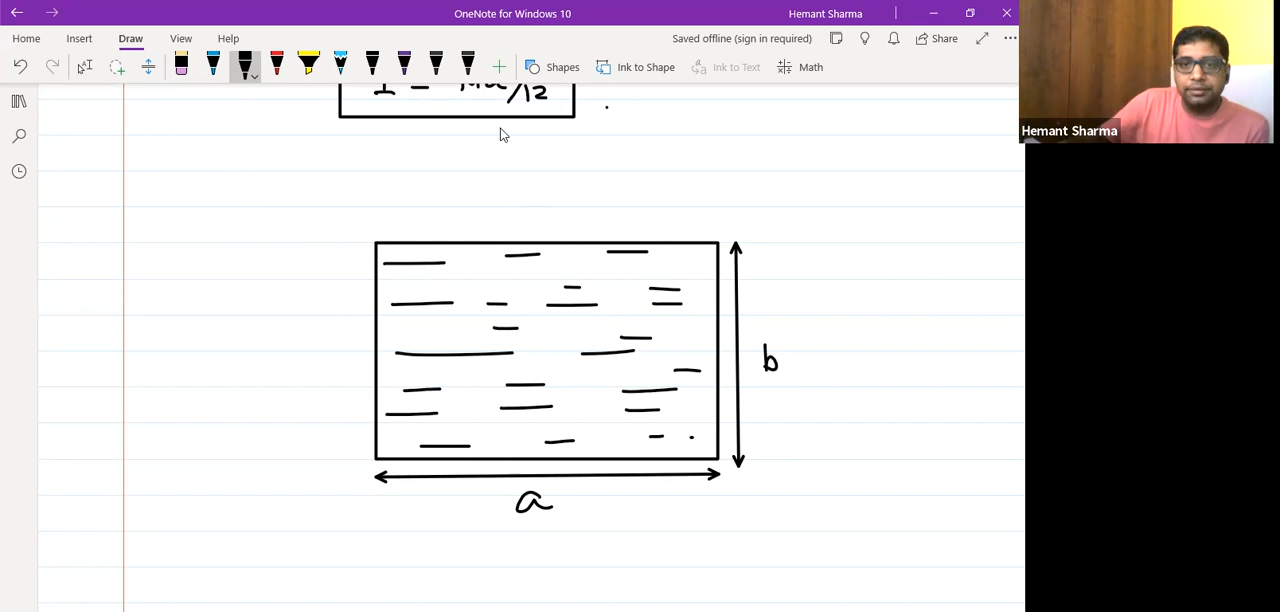 OneNote for Windows 10
Hemant Sharma
Home Insert Draw View Help
Saved offline (sign in required)
Share
Shapes
Ink to Shape
Ink to Text
Math
Hemant Sharma
I = /12
b
a